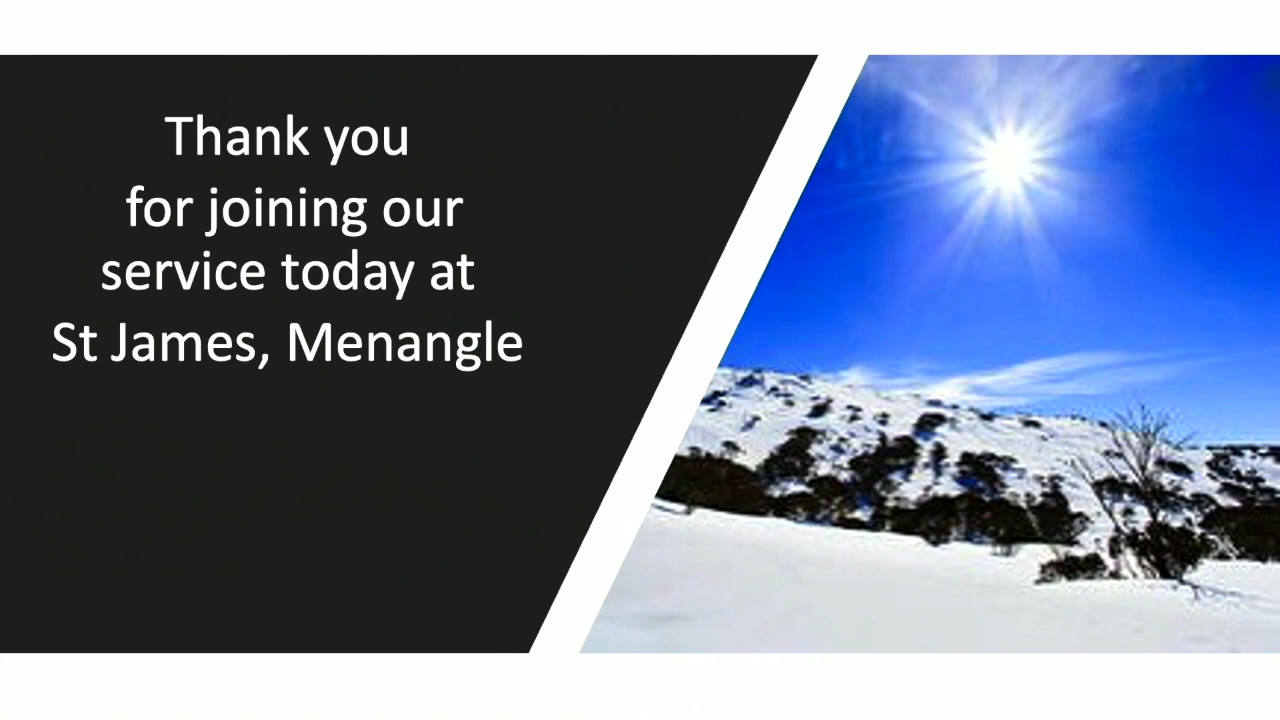 Thank you
for joining our
service today at
St James, Menangle